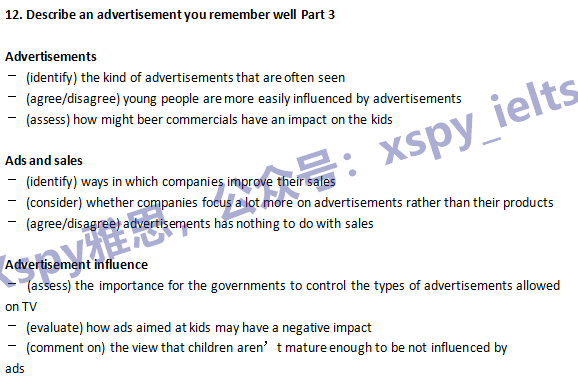 12. Describe an advertisement you remember well Part 3
Advertisements
— (identify) the kind of advertisements that are often seen
— (agree/disagree) young people are more easily influenced by advertisements
— (assess) how might beer commercials have an impact on the kids
Ads and sales
— (identify) ways in which companies improve their sales
— (consider) whether companies focus a lot more on advertisements rather than their products
— (agree/disagree) advertisements has nothing to do with sales
Advertisement influence
— (assess) the importance for the governments to control the types of advertisements allowed
on TV
— (evaluate) how ads aimed at kids may have a negative impact
— (comment on) the view that children aren’t mature enough to be not influenced by
ads
xspy雅思，公众号：xspy_ielts